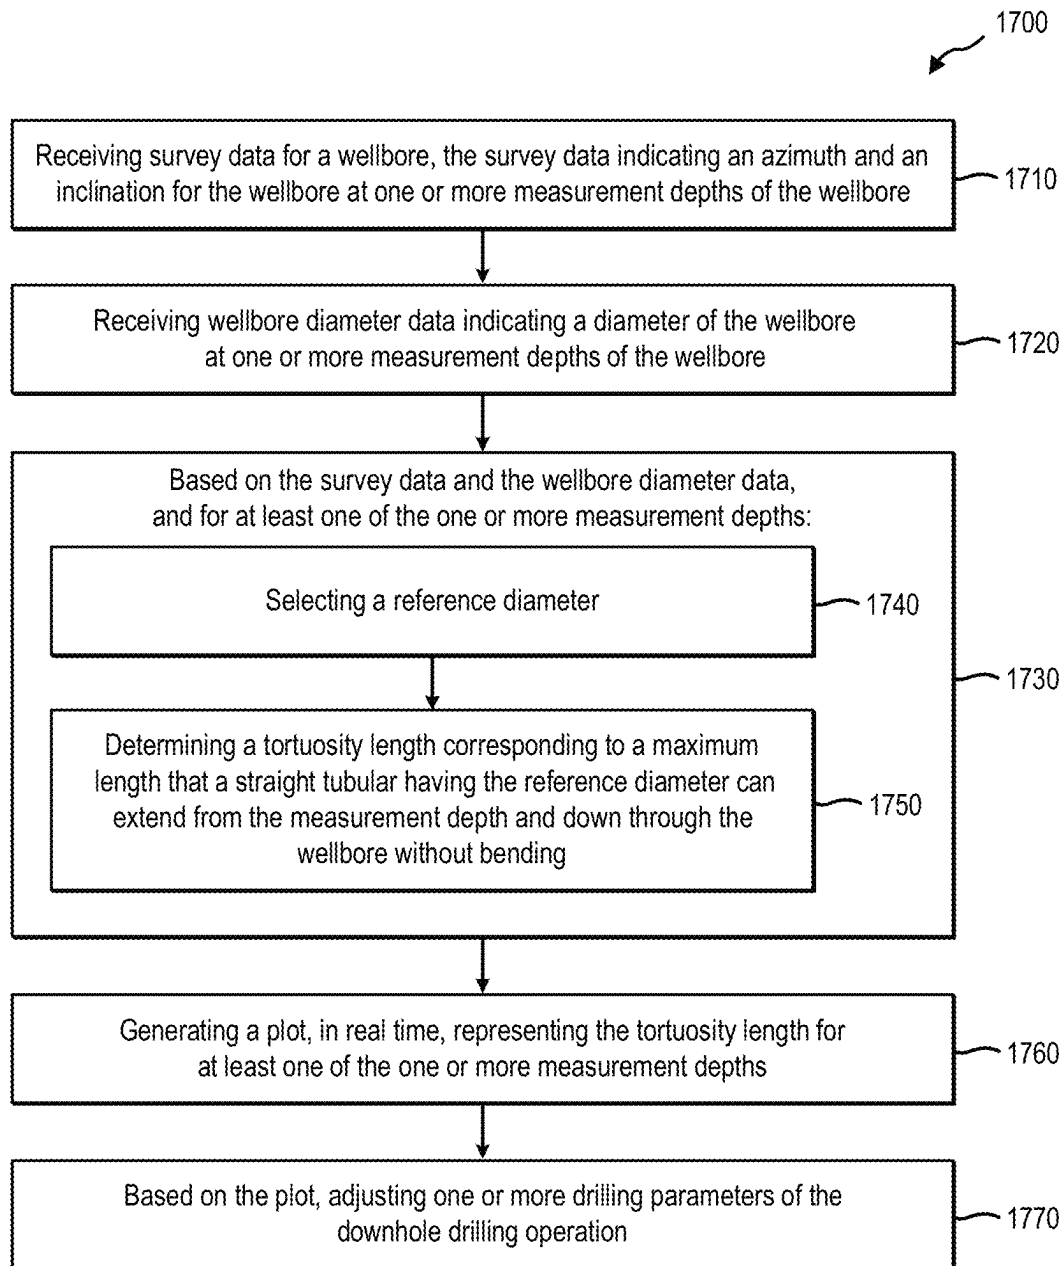 1700
Receiving survey data for a wellbore, the survey data indicating an azimuth and an
inclination for the wellbore at one or more measurement depths of the wellbore
1710
Receiving wellbore diameter data indicating a diameter of the wellbore
at one or more measurement depths of the wellbore
1720
Based on the survey data and the wellbore diameter data,
and for at least one of the one or more measurement depths:
Selecting a reference diameter
1740
1730
Determining a tortuosity length corresponding to a maximum
length that a straight tubular having the reference diameter can
extend from the measurement depth and down through the
wellbore without bending
1750
Generating a plot, in real time, representing the tortuosity length for
at least one of the one or more measurement depths
1760
Based on the plot, adjusting one or more drilling parameters of the
downhole drilling operation
1770